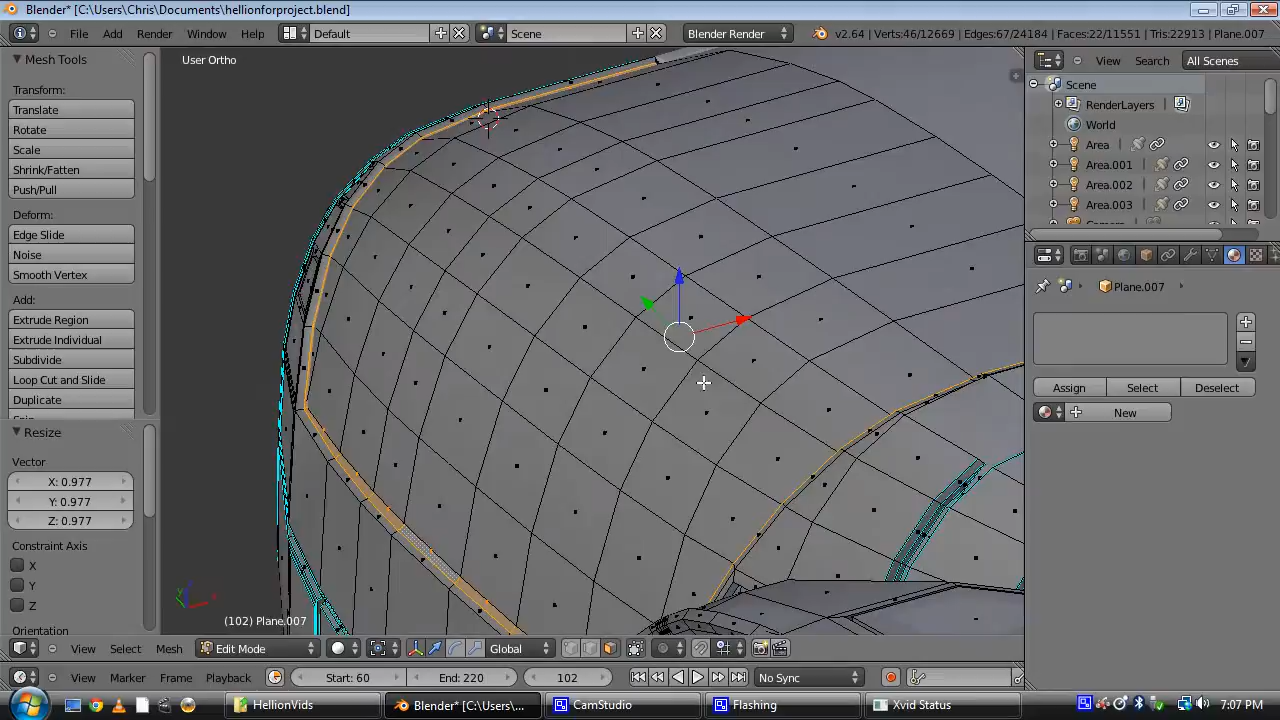 Blender* [C:\Users\Chris\Documents\hellionforproject.blend]
File Add Render Window Help Default Scene Blender Render v2.64 | Verts:46/12669 | Edges:67/24184 | Faces:22/11551 | Tris:22913 | Plane.007
Mesh Tools
Transform:
Translate
Rotate
Scale
Shrink/Fatten
Push/Pull
Deform:
Edge Slide
Noise
Smooth Vertex
Add:
Extrude Region
Extrude Individual
Subdivide
Loop Cut and Slide
Duplicate
Resize
Vector
X: 0.977
Y: 0.977
Z: 0.977
Constraint Axis
X
Y
Z
Orientation
User Ortho
(102) Plane.007
View Search All Scenes
Scene
RenderLayers
World
Area
Area.001
Area.002
Area.003
Plane.007
Assign Select Deselect
New
View Select Mesh Edit Mode Global
View Marker Frame Playback Start: 60 End: 220 102 No Sync
HellionVids Blender* [C:\Users\... CamStudio Flashing Xvid Status 7:07 PM